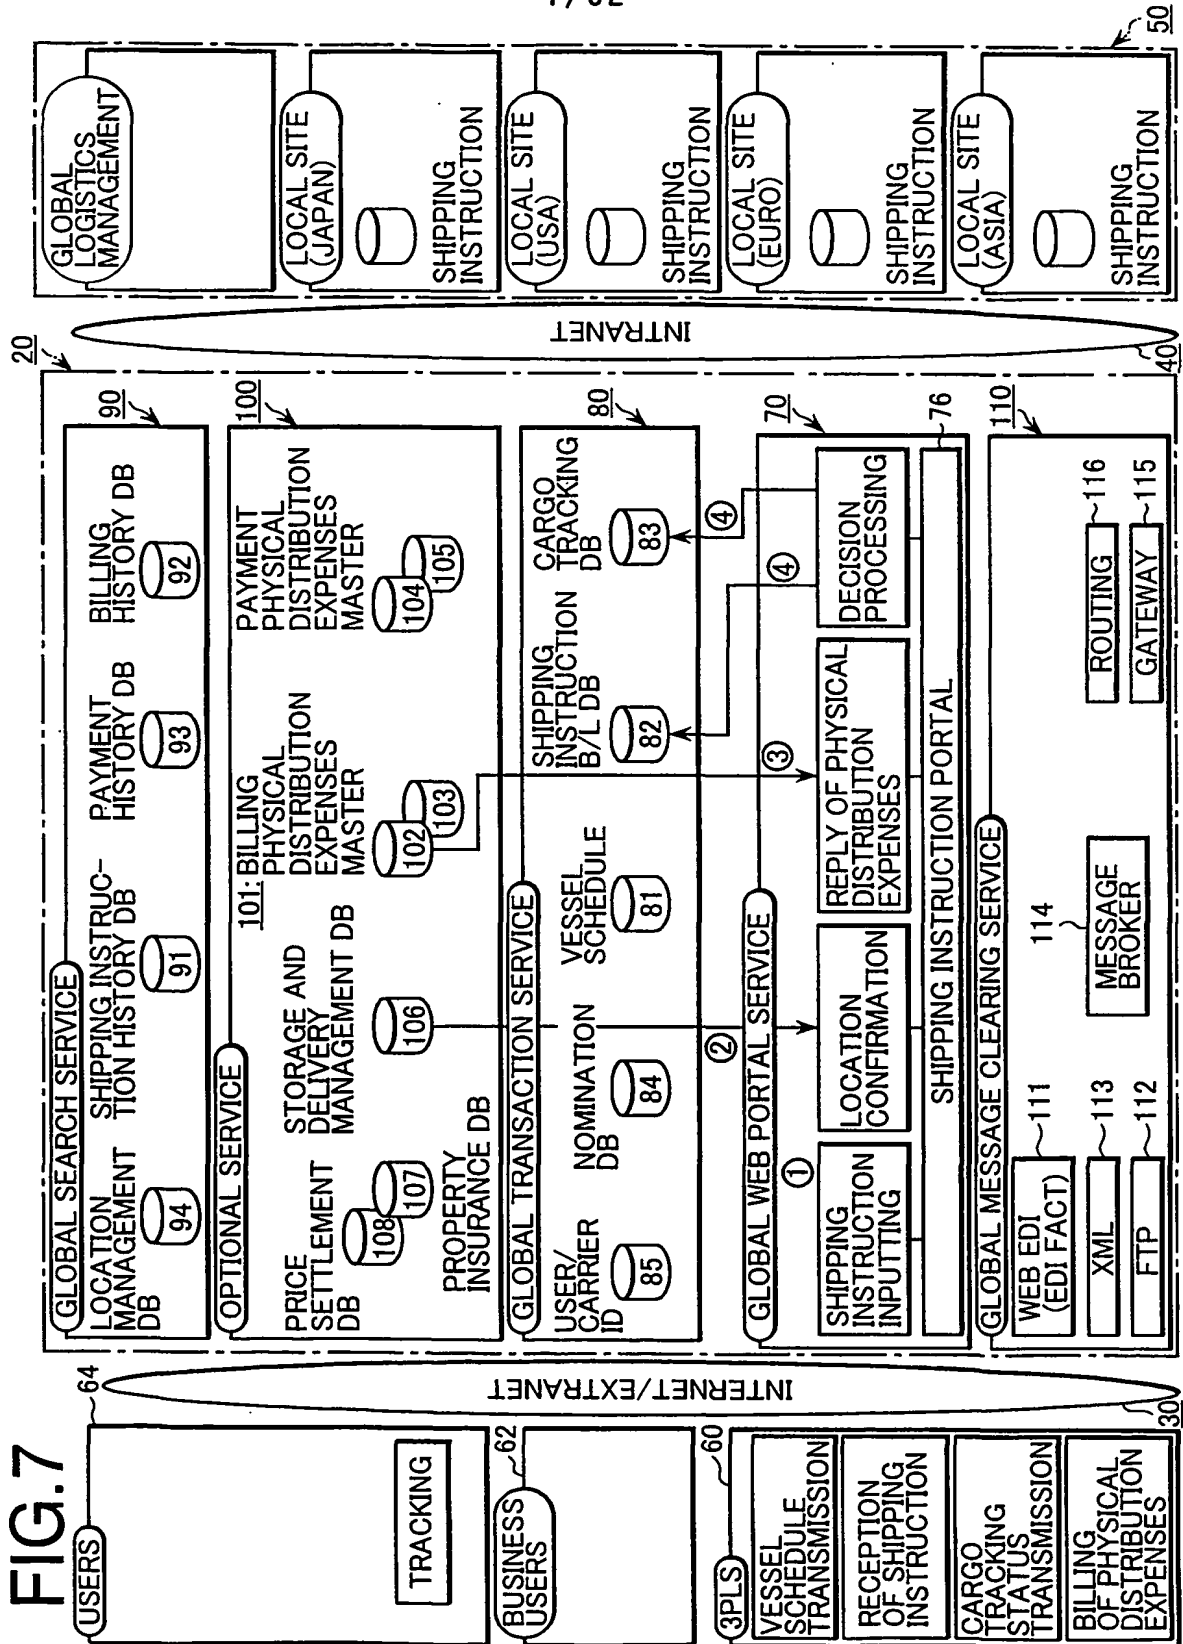 FIG.7
USERS
64
TRACKING
BUSINESS
USERS
62
3PLS
60
VESSEL
SCHEDULE
TRANSMISSION
RECEPTION
OF SHIPPING
INSTRUCTION
CARGO
TRACKING
STATUS
TRANSMISSION
BILLING
OF PHYSICAL
DISTRIBUTION
EXPENSES
INTERNET/EXTRANET
30
20
GLOBAL SEARCH SERVICE
90
LOCATION
MANAGEMENT
DB
94
SHIPPING INSTRUC-
TION HISTORY DB
91
PAYMENT
HISTORY DB
93
BILLING
HISTORY DB
92
OPTIONAL SERVICE
100
PRICE
SETTLEMENT
DB
108
107
PROPERTY
INSURANCE DB
STORAGE AND
DELIVERY
MANAGEMENT DB
106
101: BILLING
PHYSICAL
DISTRIBUTION
EXPENSES
MASTER
102
103
PAYMENT
PHYSICAL
DISTRIBUTION
EXPENSES
MASTER
104
105
GLOBAL TRANSACTION SERVICE
80
USER/
CARRIER
ID
85
NOMINATION
DB
84
VESSEL
SCHEDULE
81
SHIPPING
INSTRUCTION
B/L DB
82
CARGO
TRACKING
DB
83
②
③
④
④
GLOBAL WEB PORTAL SERVICE
70
①
SHIPPING
INSTRUCTION
INPUTTING
LOCATION
CONFIRMATION
REPLY OF PHYSICAL
DISTRIBUTION
EXPENSES
DECISION
PROCESSING
SHIPPING INSTRUCTION PORTAL
76
GLOBAL MESSAGE CLEARING SERVICE
110
WEB EDI
(EDI FACT)
111
XML
113
FTP
112
114
MESSAGE
BROKER
ROUTING
116
GATEWAY
115
INTRANET
40
50
GLOBAL
LOGISTICS
MANAGEMENT
LOCAL SITE
(JAPAN)
SHIPPING
INSTRUCTION
LOCAL SITE
(USA)
SHIPPING
INSTRUCTION
LOCAL SITE
(EURO)
SHIPPING
INSTRUCTION
LOCAL SITE
(ASIA)
SHIPPING
INSTRUCTION